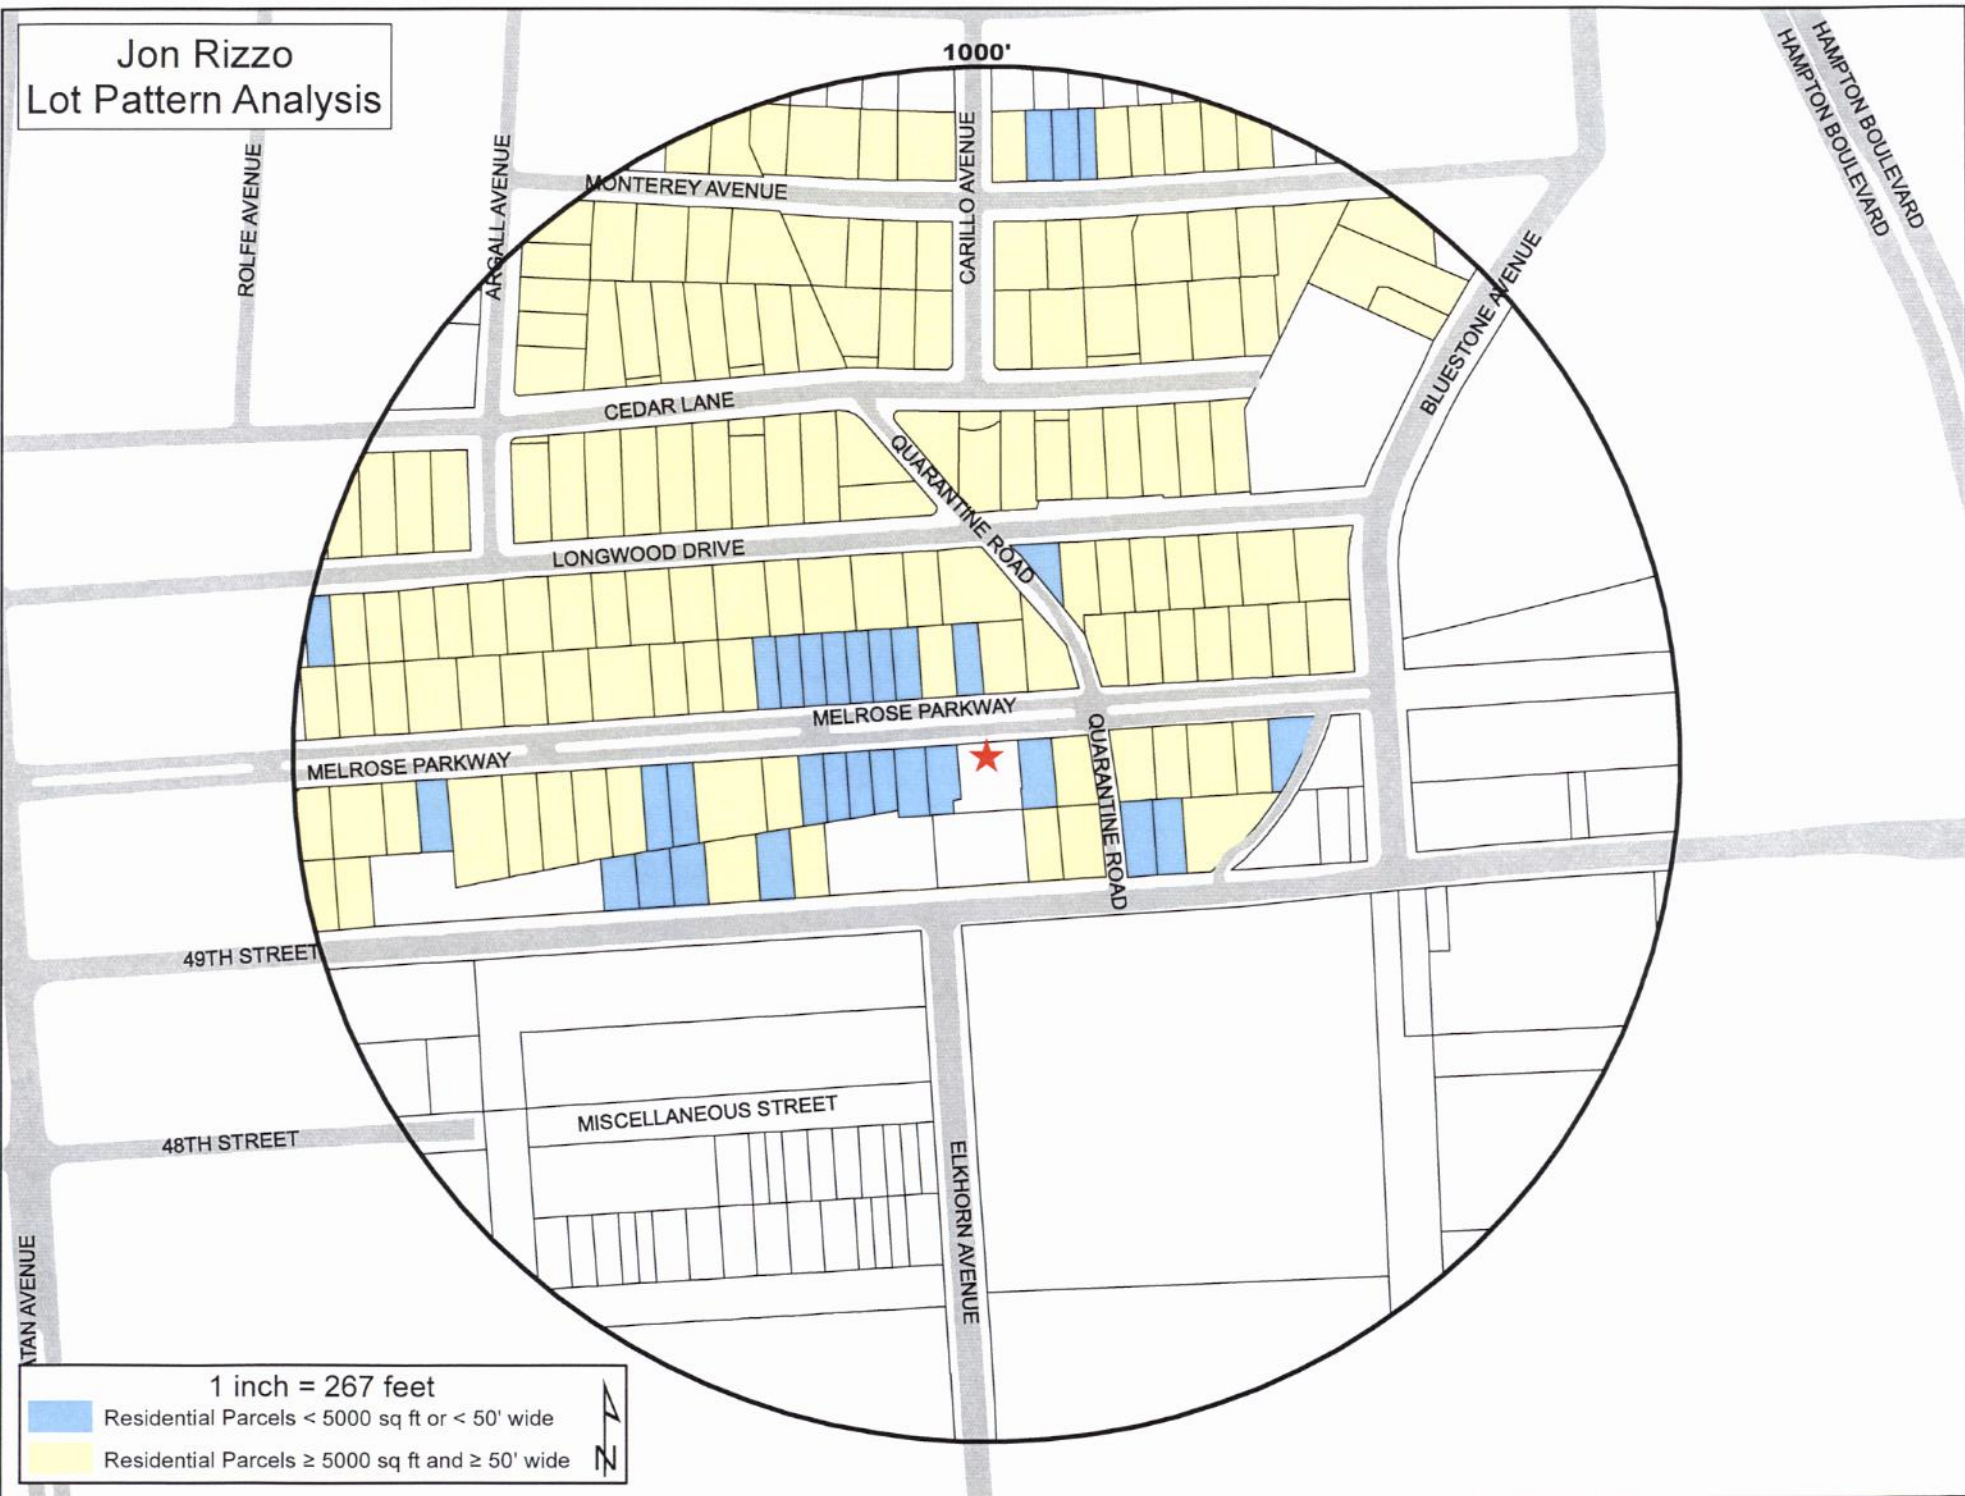 Jon Rizzo
Lot Pattern Analysis
1000'
HAMPTON BOULEVARD
HAMPTON BOULEVARD
ROLFE AVENUE
ARGALL AVENUE
MONTEREY AVENUE
CARILLO AVENUE
BLUESTONE AVENUE
CEDAR LANE
QUARANTINE ROAD
LONGWOOD DRIVE
MELROSE PARKWAY
MELROSE PARKWAY
QUARANTINE ROAD
49TH STREET
MISCELLANEOUS STREET
48TH STREET
ELKHORN AVENUE
AVENUE
1 inch = 267 feet
Residential Parcels < 5000 sq ft or < 50' wide
Residential Parcels ≥ 5000 sq ft and ≥ 50' wide
N